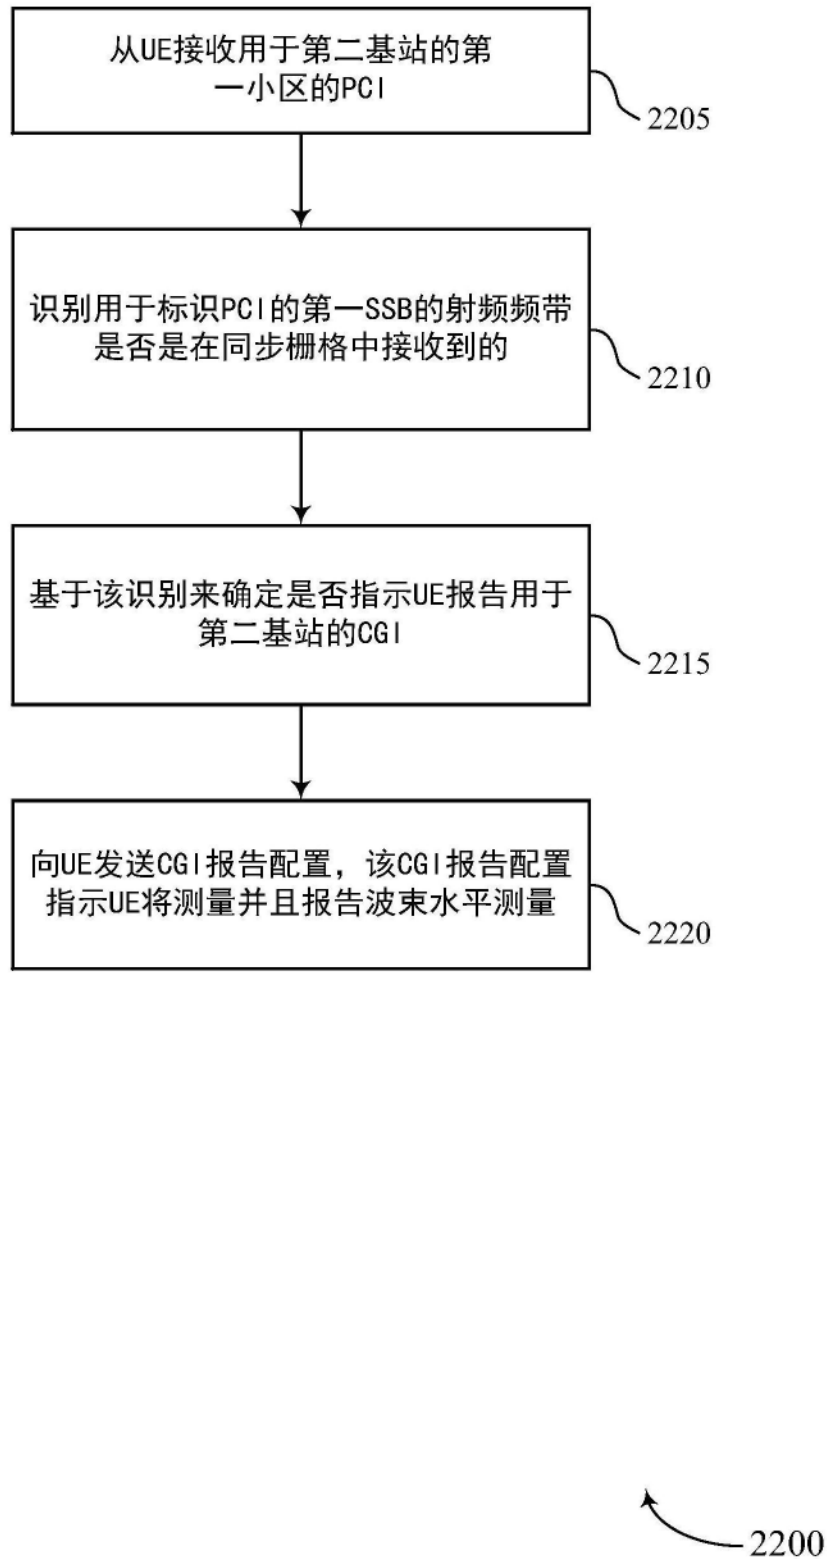 从UE接收用于第二基站的第
一小区的PCI
2205
识别用于标识PCI的第一SSB的射频频带
是否是在同步栅格中接收到的
2210
基于该识别来确定是否指示UE报告用于
第二基站的CGI
2215
向UE发送CGI报告配置，该CGI报告配置
指示UE将测量并且报告波束水平测量
2220
2200